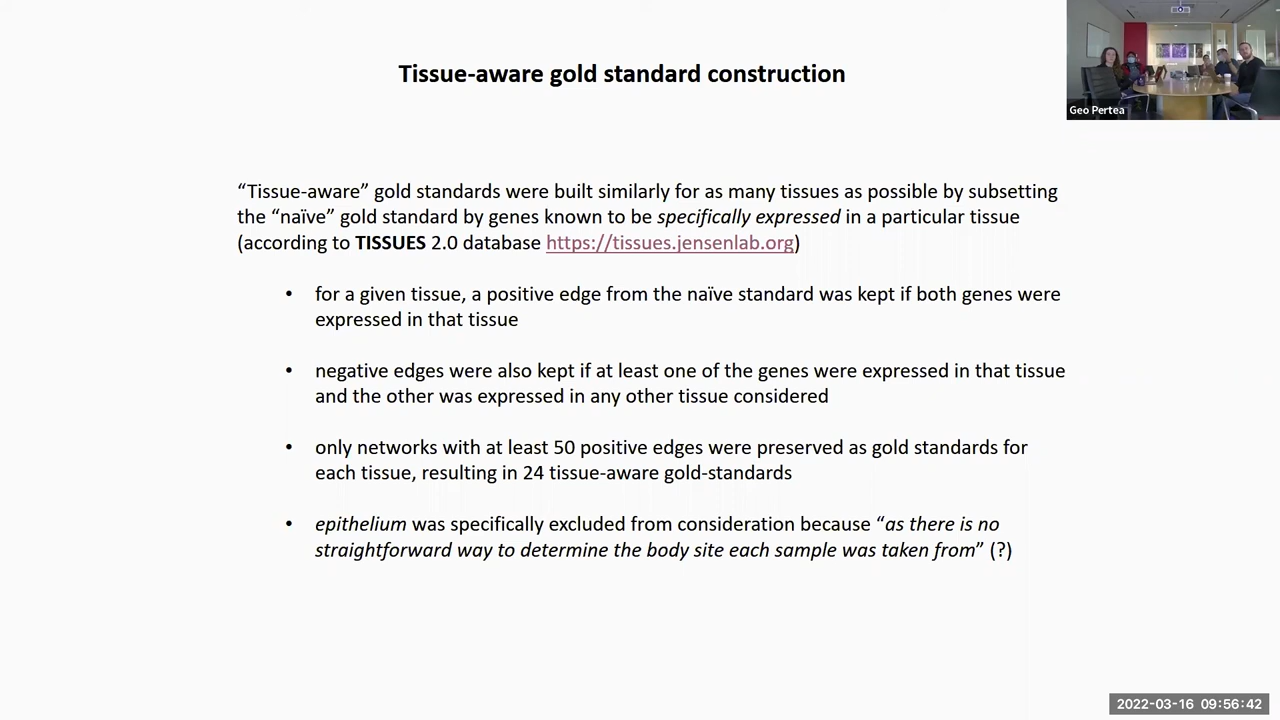 Tissue-aware gold standard construction
Geo Pertea
“Tissue-aware” gold standards were built similarly for as many tissues as possible by subsetting
the “naïve” gold standard by genes known to be specifically expressed in a particular tissue
(according to TISSUES 2.0 database https://tissues.jensenlab.org)
• for a given tissue, a positive edge from the naïve standard was kept if both genes were
expressed in that tissue
• negative edges were also kept if at least one of the genes were expressed in that tissue
and the other was expressed in any other tissue considered
• only networks with at least 50 positive edges were preserved as gold standards for
each tissue, resulting in 24 tissue-aware gold-standards
• epithelium was specifically excluded from consideration because “as there is no
straightforward way to determine the body site each sample was taken from” (?)
2022-03-16 09:56:42